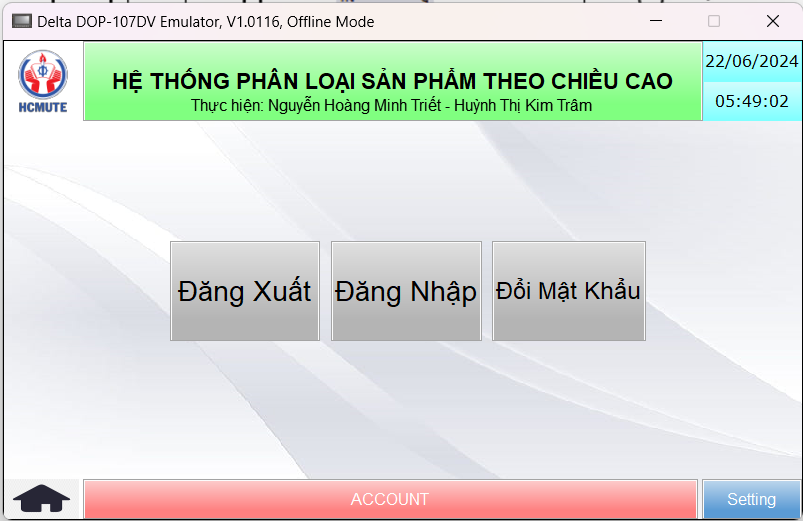 Delta DOP-107DV Emulator, V1.0116, Offline Mode
HCMUTE
HỆ THỐNG PHÂN LOẠI SẢN PHẨM THEO CHIỀU CAO
Thực hiện: Nguyễn Hoàng Minh Triết - Huỳnh Thị Kim Trâm
22/06/2024
05:49:02
Đăng Xuất
Đăng Nhập
Đổi Mật Khẩu
ACCOUNT
Setting